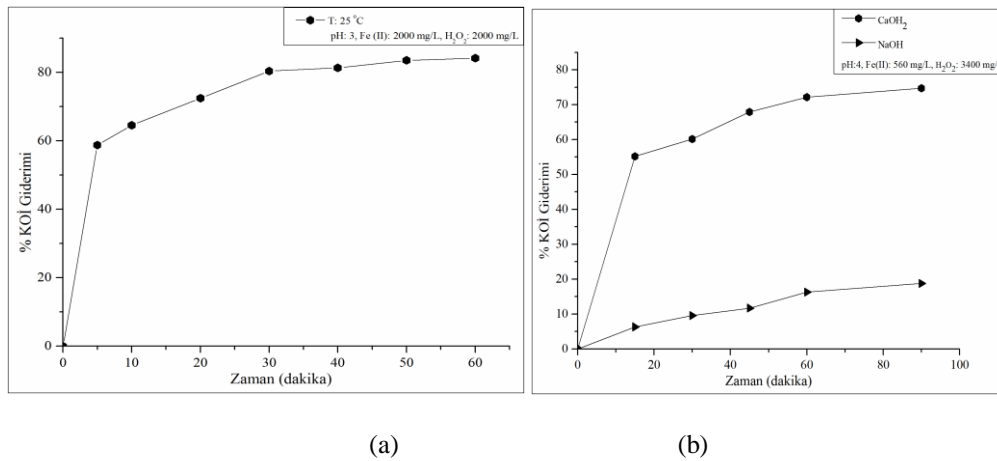 T: 25 °C
pH: 3, Fe (II): 2000 mg/L, H₂O₂: 2000 mg/L
% KOİ Giderimi
80
60
40
20
0
0 10 20 30 40 50 60
Zaman (dakika)
CaOH₂
NaOH
pH:4, Fe(II): 560 mg/L, H₂O₂: 3400 mg/
% KOİ Giderimi
80
70
60
50
40
30
20
10
0
0 20 40 60 80 100
Zaman (dakika)
(a) (b)